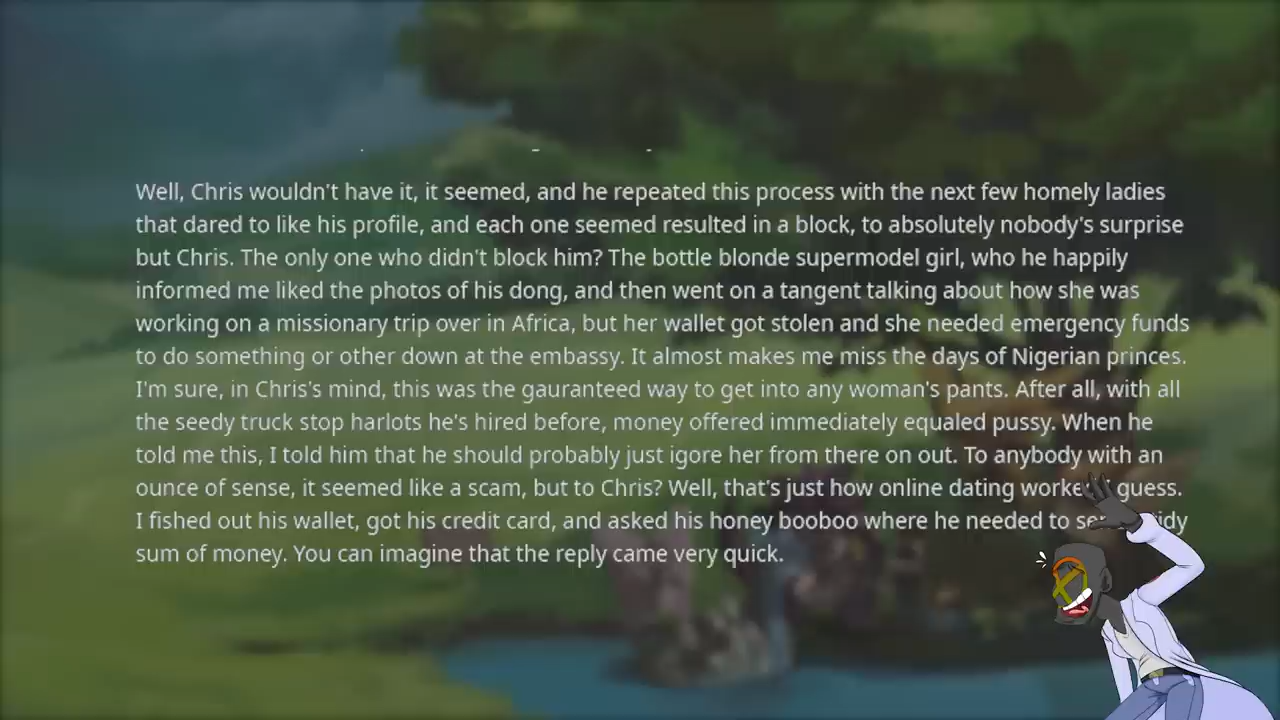 Well, Chris wouldn't have it, it seemed, and he repeated this process with the next few homely ladies
that dared to like his profile, and each one seemed resulted in a block, to absolutely nobody's surprise
but Chris. The only one who didn't block him? The bottle blonde supermodel girl, who he happily
informed me liked the photos of his dong, and then went on a tangent talking about how she was
working on a missionary trip over in Africa, but her wallet got stolen and she needed emergency funds
to do something or other down at the embassy. It almost makes me miss the days of Nigerian princes.
I'm sure, in Chris's mind, this was the gauranteed way to get into any woman's pants. After all, with all
the seedy truck stop harlots he's hired before, money offered immediately equaled pussy. When he
told me this, I told him that he should probably just igore her from there on out. To anybody with an
ounce of sense, it seemed like a scam, but to Chris? Well, that's just how online dating guess.
I fished out his wallet, got his credit card, and asked his honey booboo where he needed to
sum of money. You can imagine that the reply came very quick.